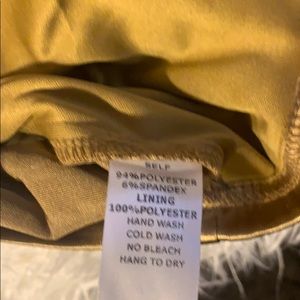 SELF
94%POLYESTER
6%SPANDEX
LINING
100%POLYESTER
HAND WASH
COLD WASH
NO BLEACH
HANG TO DRY